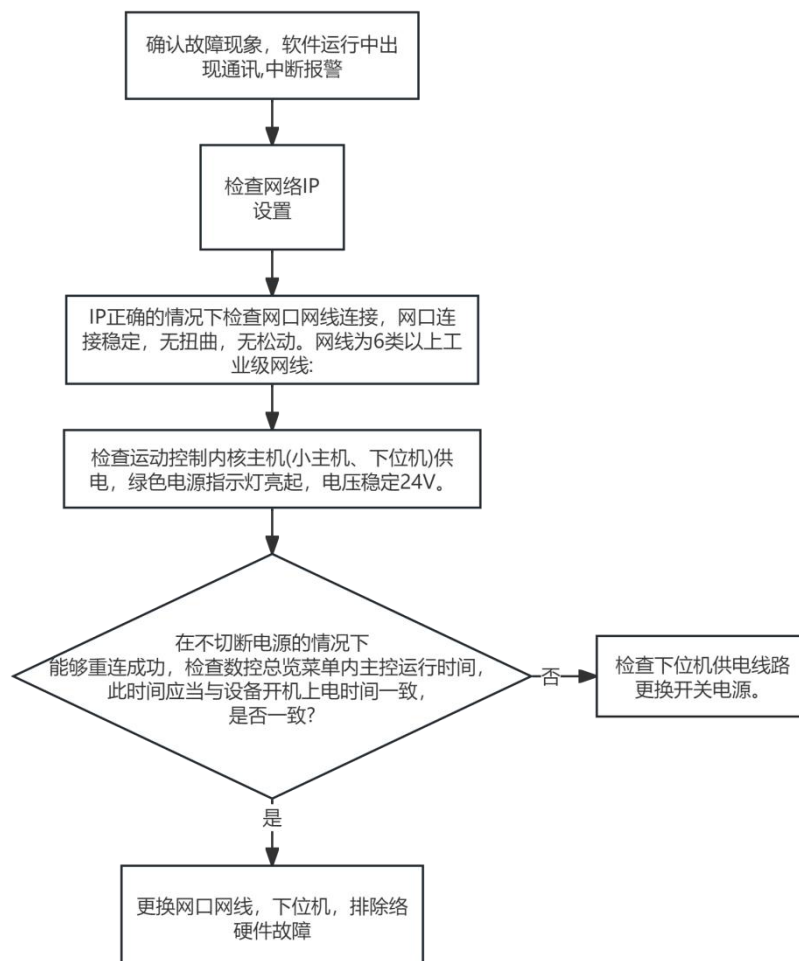 确认故障现象，软件运行中出
现通讯,中断报警
检查网络IP
设置
IP正确的情况下检查网口网线连接，网口连
接稳定，无扭曲，无松动。网线为6类以上工
业级网线:
检查运动控制内核主机(小主机、下位机)供
电，绿色电源指示灯亮起，电压稳定24V。
在不切断电源的情况下
能够重连成功，检查数控总览菜单内主控运行时间，
此时间应当与设备开机上电时间一致，
是否一致?
否
检查下位机供电线路
更换开关电源。
是
更换网口网线，下位机，排除络
硬件故障